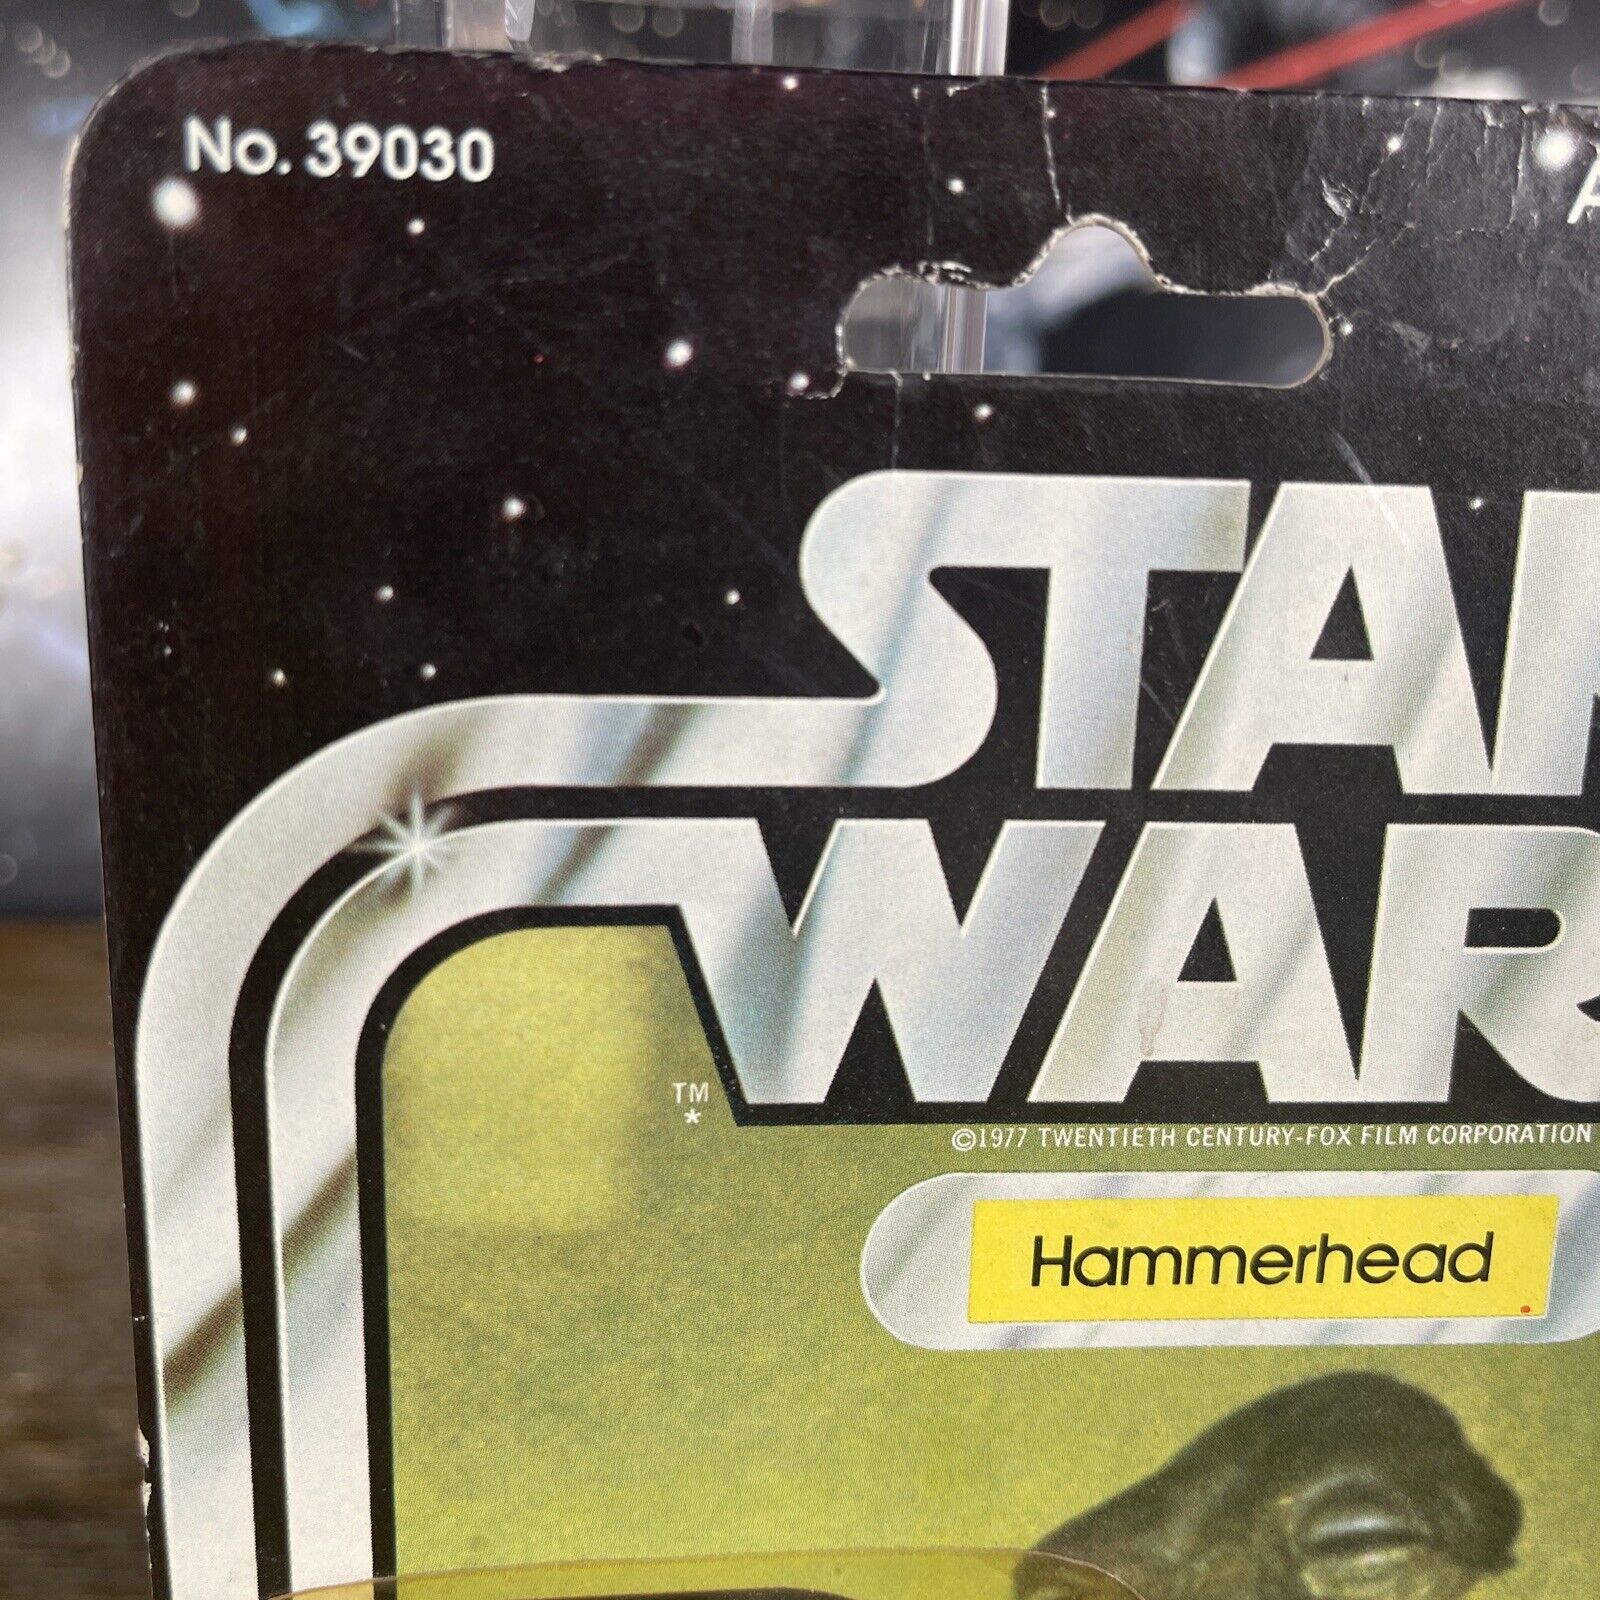 No. 39030
STAR
WAR
TM
*
©1977 TWENTIETH CENTURY-FOX FILM CORPORATION
Hammerhead